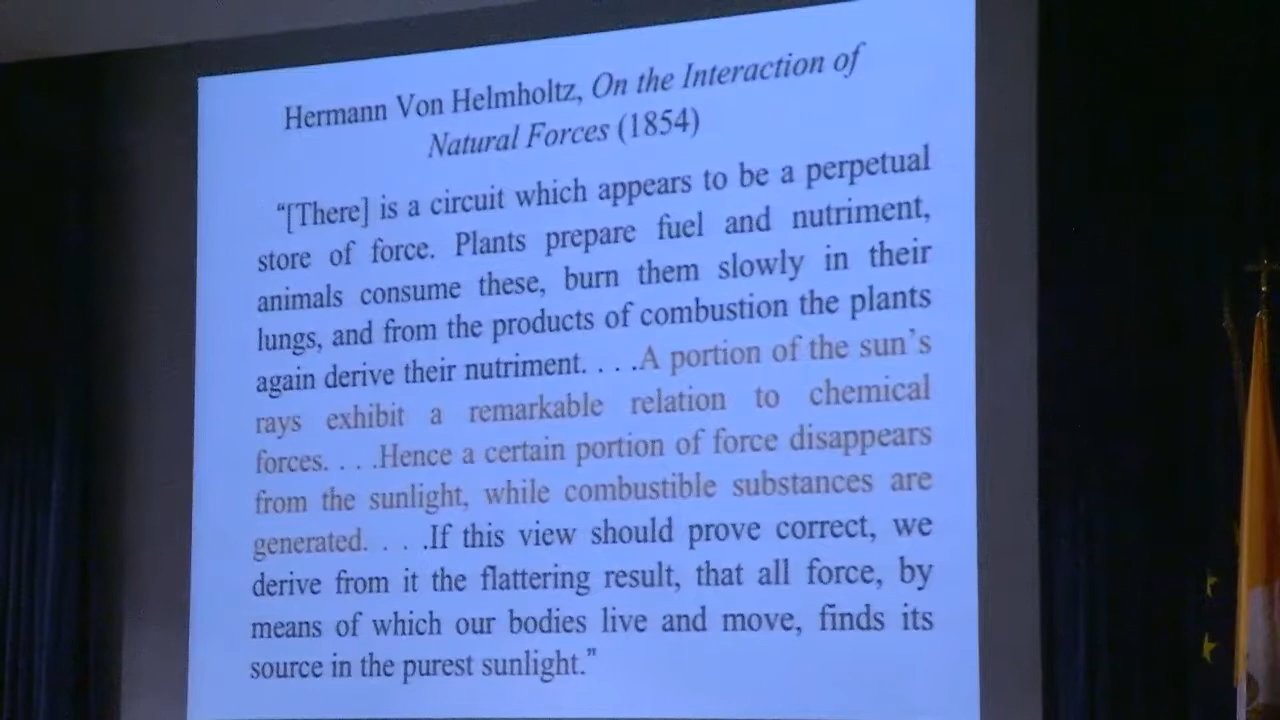 Hermann Von Helmholtz, On the Interaction of
Natural Forces (1854)
“[There] is a circuit which appears to be a perpetual
store of force. Plants prepare fuel and nutriment,
animals consume these, burn them slowly in their
lungs, and from the products of combustion the plants
again derive their nutriment. . . .A portion of the sun’s
rays exhibit a remarkable relation to chemical
forces. . . .Hence a certain portion of force disappears
from the sunlight, while combustible substances are
generated. . . .If this view should prove correct, we
derive from it the flattering result, that all force, by
means of which our bodies live and move, finds its
source in the purest sunlight.”